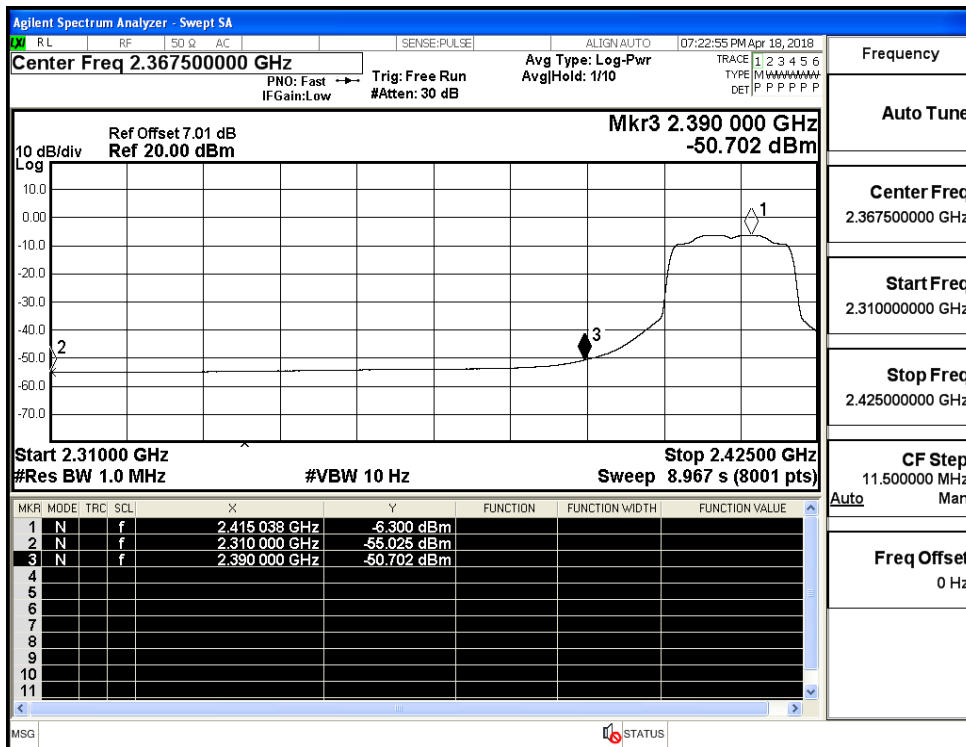 Agilent Spectrum Analyzer - Swept SA
LXI RL RF 50 Ω AC SENSE:PULSE ALIGNAUTO 07:22:55 PM Apr 18, 2018
Center Freq 2.367500000 GHz
PNO: Fast
IFGain:Low
Trig: Free Run
#Atten: 30 dB
Avg Type: Log-Pwr
Avg|Hold: 1/10
TRACE 1 2 3 4 5 6
TYPE M WWWWW
DET P P P P P P
Ref Offset 7.01 dB
10 dB/div Ref 20.00 dBm
Log
Mkr3 2.390 000 GHz
-50.702 dBm
10.0
0.00
-10.0
-20.0
-30.0
-40.0
-50.0
-60.0
-70.0
1
2
3
Start 2.31000 GHz Stop 2.42500 GHz
#Res BW 1.0 MHz #VBW 10 Hz Sweep 8.967 s (8001 pts)
MKR MODE TRC SCL X Y FUNCTION FUNCTION WIDTH FUNCTION VALUE
1 N f 2.415 038 GHz -6.300 dBm
2 N f 2.310 000 GHz -55.025 dBm
3 N f 2.390 000 GHz -50.702 dBm
4
5
6
7
8
9
10
11
MSG STATUS
Frequency
Auto Tune
Center Freq
2.367500000 GHz
Start Freq
2.310000000 GHz
Stop Freq
2.425000000 GHz
CF Step
11.500000 MHz
Auto Man
Freq Offset
0 Hz